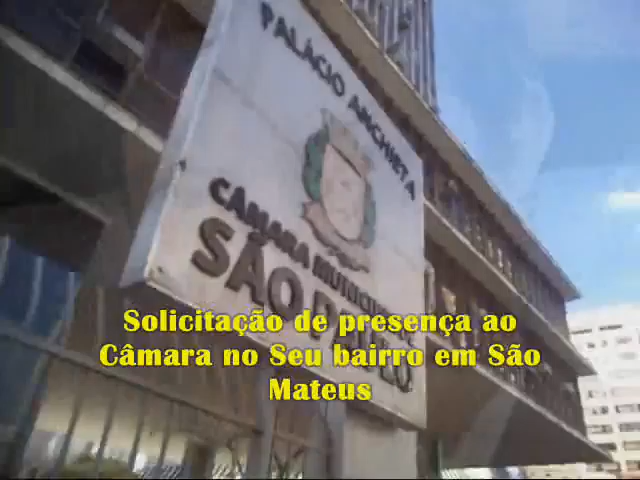 PALÁCIO ANCHIETA
CÂMARA MUNICIPAL
SÃO PAULO
Solicitação de presença ao
Câmara no Seu bairro em São
Mateus